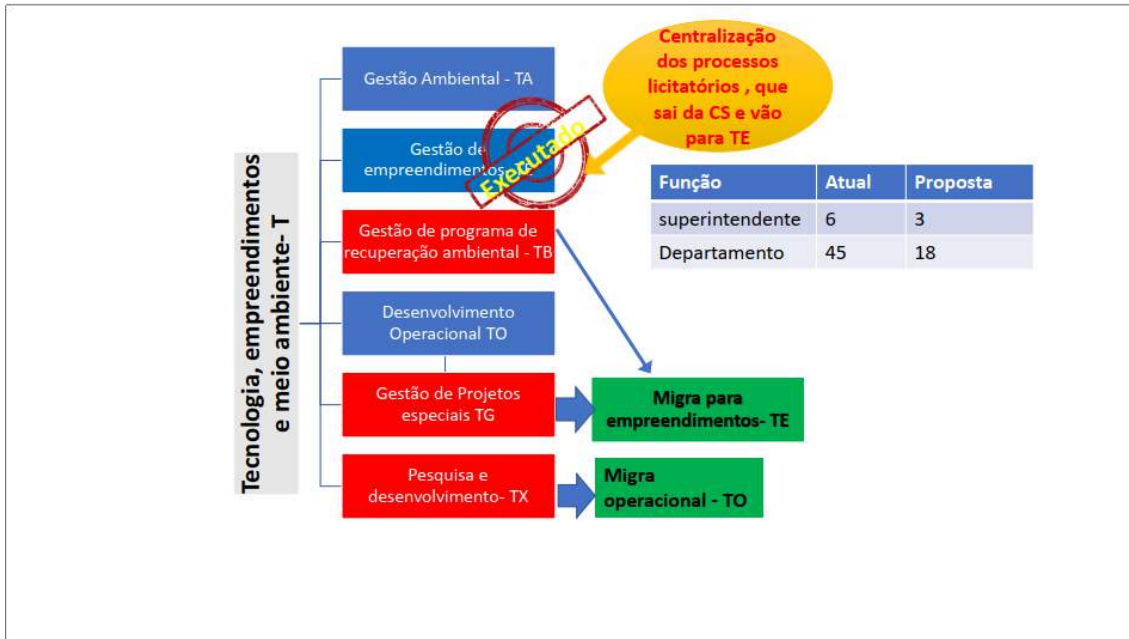 Tecnologia, empreendimentos
e meio ambiente- T
Gestão Ambiental - TA
Gestão de
empreendimentos-
Executado
Gestão de programa de
recuperação ambiental - TB
Desenvolvimento
Operacional TO
Gestão de Projetos
especiais TG
Pesquisa e
desenvolvimento- TX
Centralização
dos processos
licitatórios , que
sai da CS e vão
para TE
Função Atual Proposta
superintendente 6 3
Departamento 45 18
Migra para
empreendimentos- TE
Migra
operacional - TO